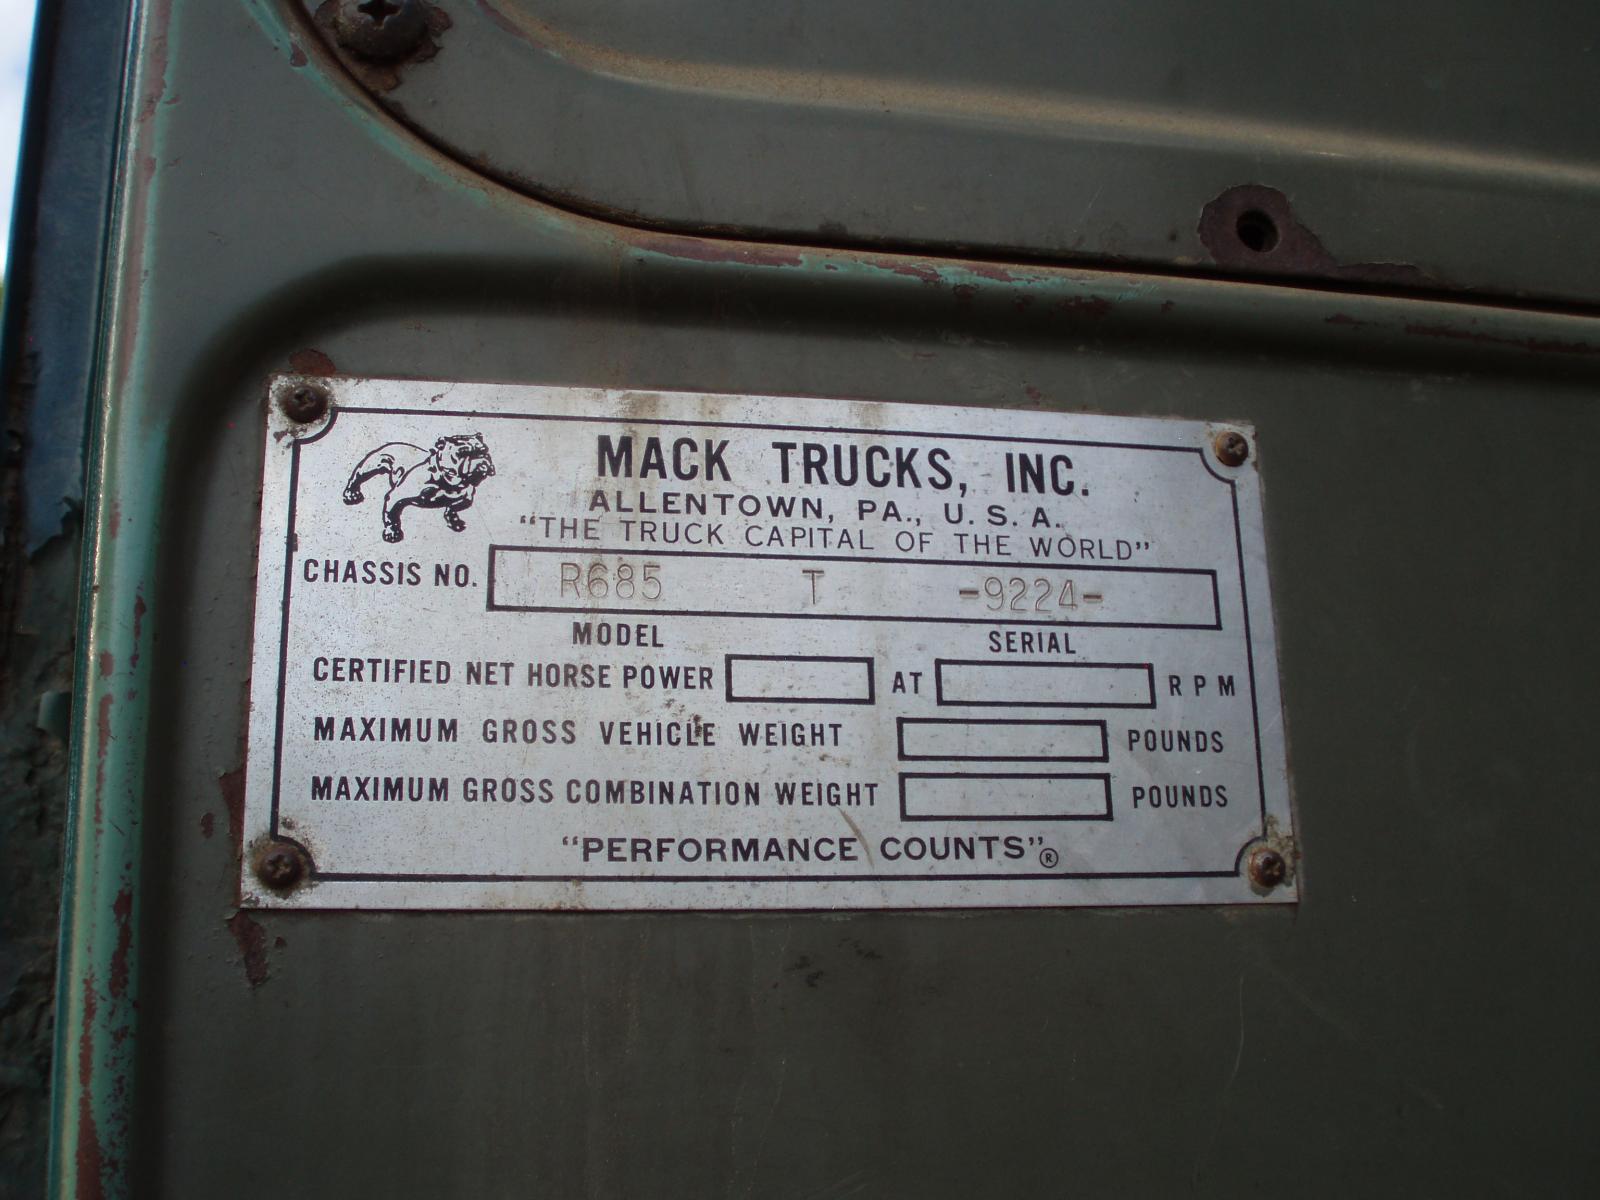 MACK TRUCKS, INC.
ALLENTOWN, PA., U. S. A.
"THE TRUCK CAPITAL OF THE WORLD"
CHASSIS NO. R685 T -9224-
MODEL SERIAL
CERTIFIED NET HORSE POWER AT R P M
MAXIMUM GROSS VEHICLE WEIGHT POUNDS
MAXIMUM GROSS COMBINATION WEIGHT POUNDS
"PERFORMANCE COUNTS"®